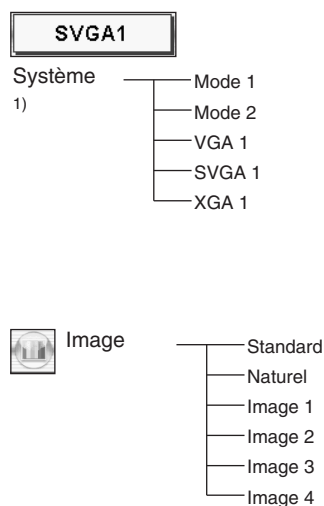 SVGA1
Système
1)
Mode 1
Mode 2
VGA 1
SVGA 1
XGA 1
Image
Standard
Naturel
Image 1
Image 2
Image 3
Image 4